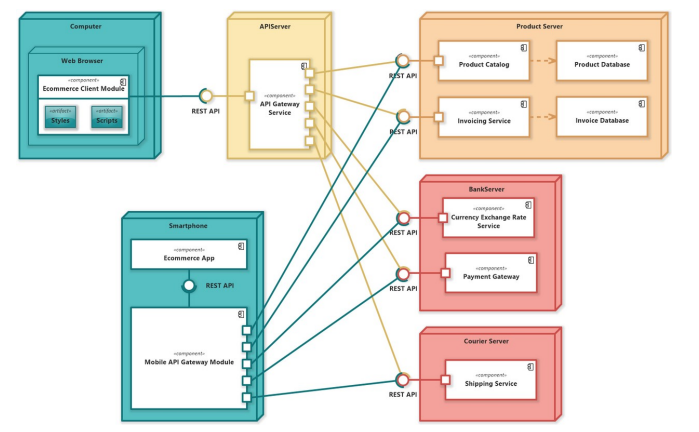 Computer
APIServer
Product Server
Web Browser
«component»
Ecommerce Client Module
«artifact»
Styles
«artifact»
Scripts
REST API
«component»
API Gateway
Service
REST API
«component»
Product Catalog
«component»
Product Database
REST API
«component»
Invoicing Service
«component»
Invoice Database
BankServer
«component»
Currency Exchange Rate
Service
REST API
«component»
Payment Gateway
REST API
Smartphone
«component»
Ecommerce App
REST API
«component»
Mobile API Gateway Module
Courier Server
«component»
Shipping Service
REST API